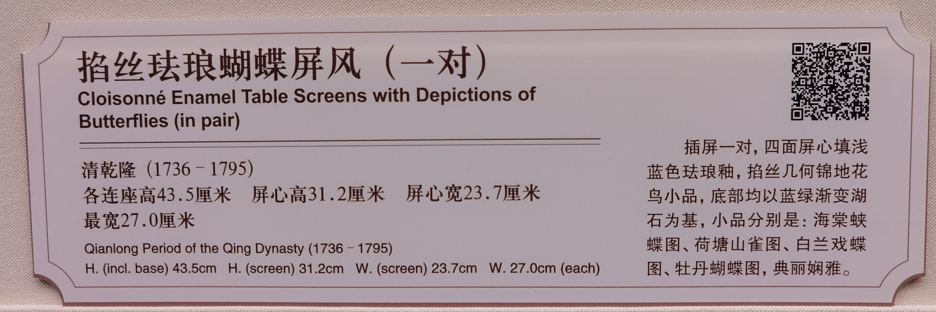 掐丝珐琅蝴蝶屏风（一对）
Cloisonné Enamel Table Screens with Depictions of
Butterflies (in pair)
清乾隆（1736－1795）
各连座高43.5厘米 屏心高31.2厘米 屏心宽23.7厘米
最宽27.0厘米
Qianlong Period of the Qing Dynasty (1736－1795)
H. (incl. base) 43.5cm H. (screen) 31.2cm W. (screen) 23.7cm W. 27.0cm (each)
插屏一对，四面屏心填浅
蓝色珐琅釉，掐丝几何锦地花
鸟小品，底部均以蓝绿渐变湖
石为基，小品分别是：海棠蛱
蝶图、荷塘山雀图、白兰戏蝶
图、牡丹蝴蝶图，典丽娴雅。